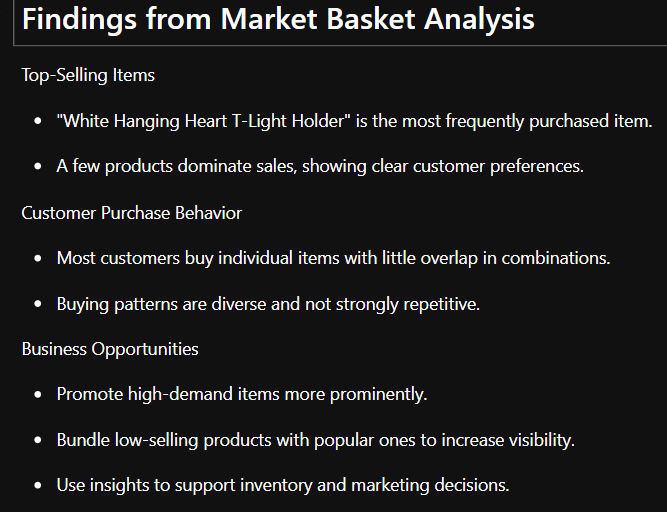 Findings from Market Basket Analysis
Top-Selling Items
• "White Hanging Heart T-Light Holder" is the most frequently purchased item.
• A few products dominate sales, showing clear customer preferences.
Customer Purchase Behavior
• Most customers buy individual items with little overlap in combinations.
• Buying patterns are diverse and not strongly repetitive.
Business Opportunities
• Promote high-demand items more prominently.
• Bundle low-selling products with popular ones to increase visibility.
• Use insights to support inventory and marketing decisions.